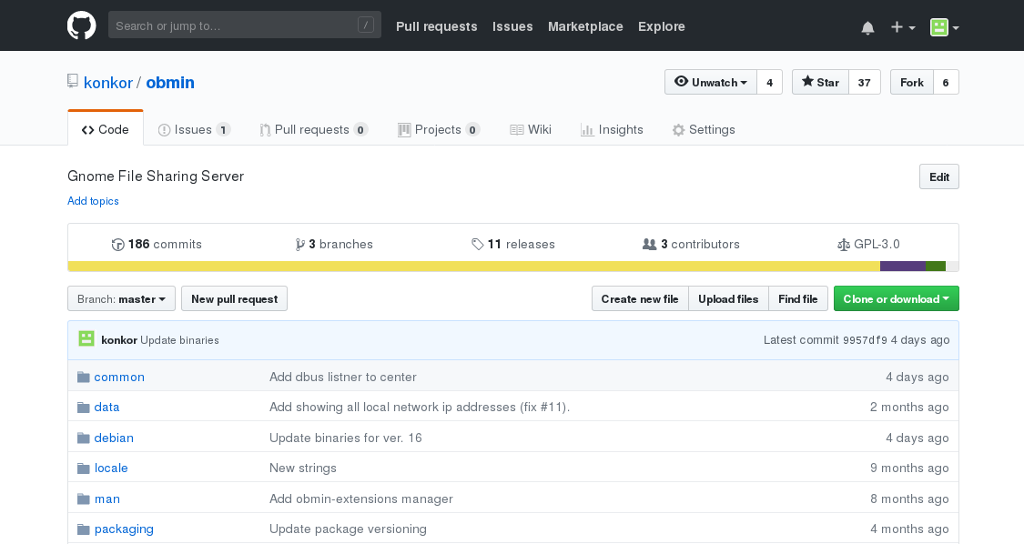 Search or jump to... / Pull requests Issues Marketplace Explore
konkor / obmin Unwatch 4 Star 37 Fork 6
Code Issues 1 Pull requests 0 Projects 0 Wiki Insights Settings
Gnome File Sharing Server Edit
Add topics
186 commits 3 branches 11 releases 3 contributors GPL-3.0
Branch: master New pull request Create new file Upload files Find file Clone or download
konkor Update binaries Latest commit 9957df9 4 days ago
common Add dbus listner to center 4 days ago
data Add showing all local network ip addresses (fix #11). 2 months ago
debian Update binaries for ver. 16 4 days ago
locale New strings 9 months ago
man Add obmin-extensions manager 8 months ago
packaging Update package versioning 4 months ago